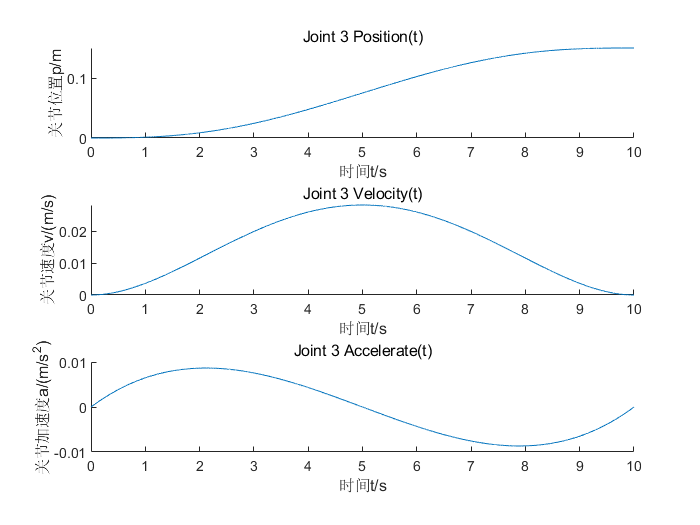 Joint 3 Position(t)
关节位置p/m
0.1
0
0 1 2 3 4 5 6 7 8 9 10
时间t/s
Joint 3 Velocity(t)
关节速度v/(m/s)
0.02
0.01
0
0 1 2 3 4 5 6 7 8 9 10
时间t/s
Joint 3 Accelerate(t)
关节加速度a/(m/s²)
0.01
0
-0.01
0 1 2 3 4 5 6 7 8 9 10
时间t/s